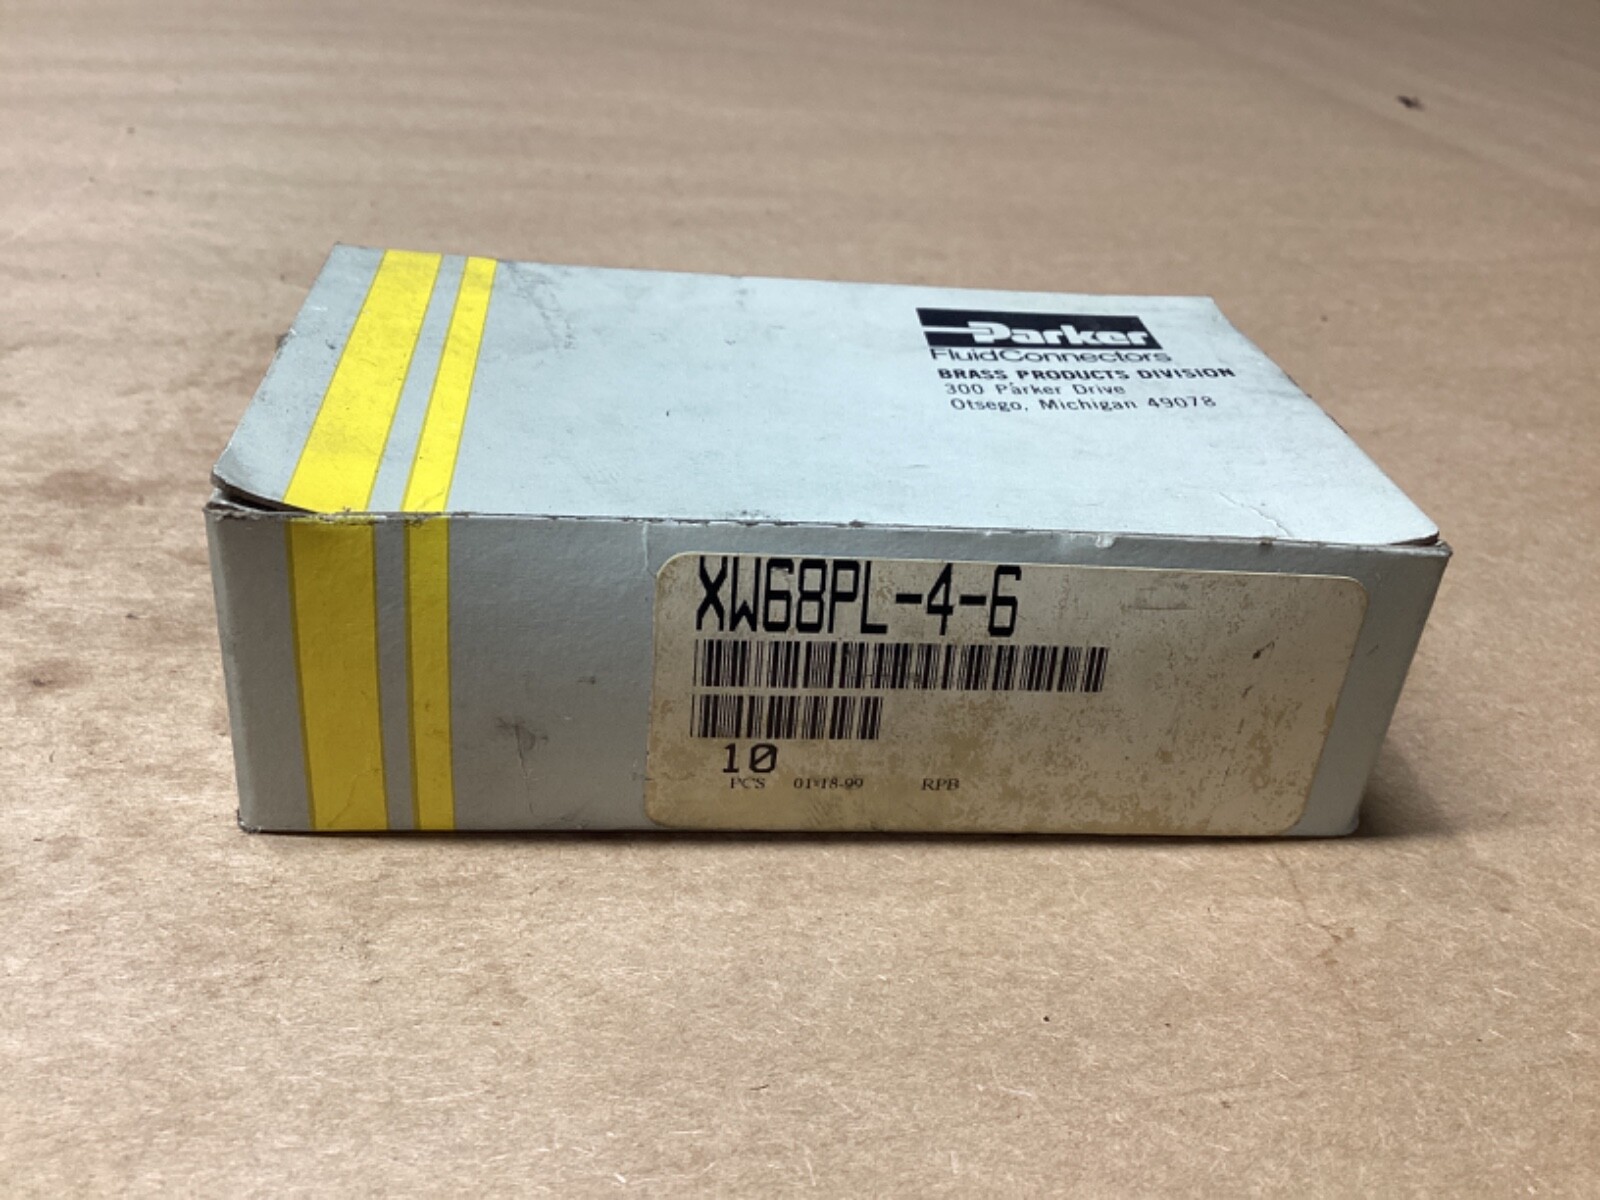 Parker
FluidConnectors
BRASS PRODUCTS DIVISION
300 Parker Drive
Otsego, Michigan 49078
XW68PL-4-6
10
PCS 01-18-99 RPB